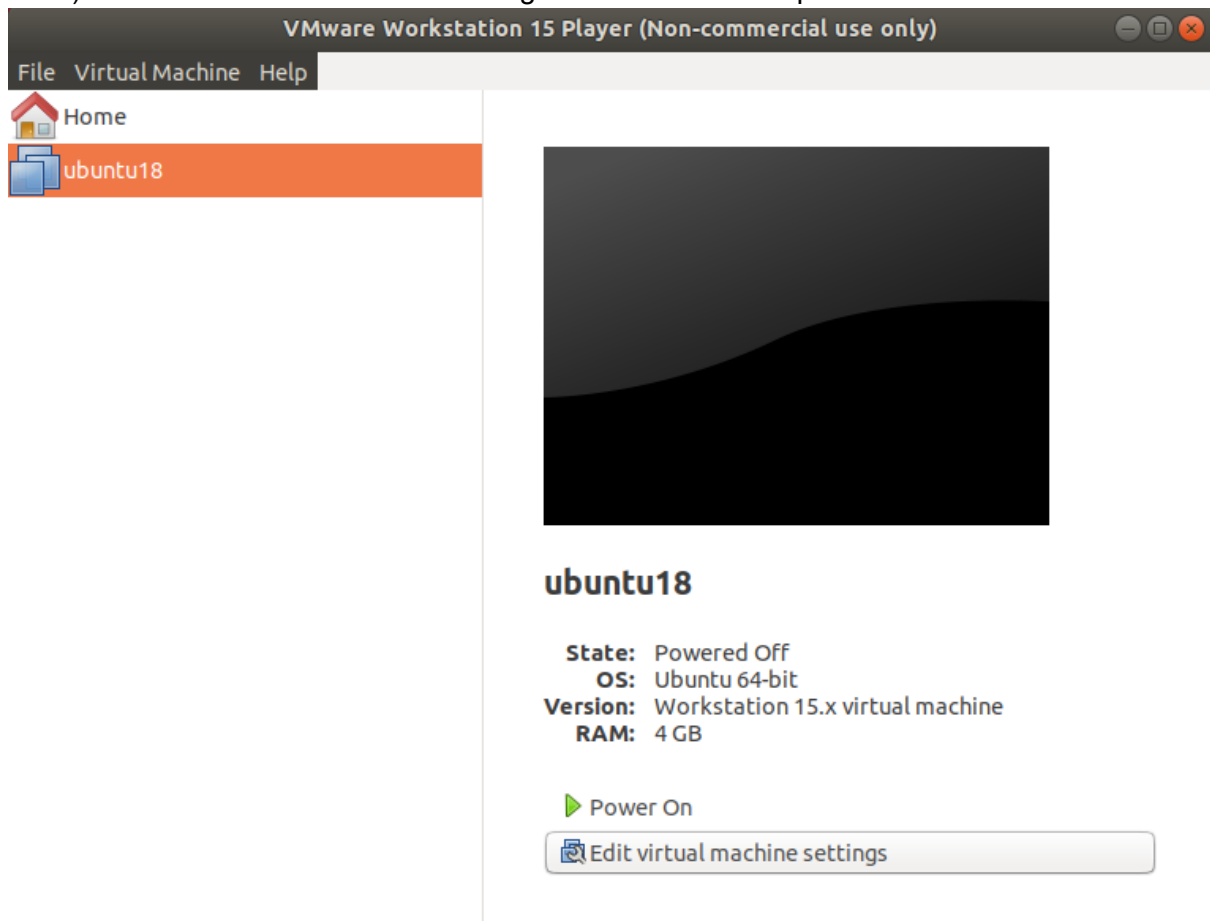 VMware Workstation 15 Player (Non-commercial use only)
File Virtual Machine Help
Home
ubuntu18
ubuntu18
State: Powered Off
OS: Ubuntu 64-bit
Version: Workstation 15.x virtual machine
RAM: 4 GB
Power On
Edit virtual machine settings